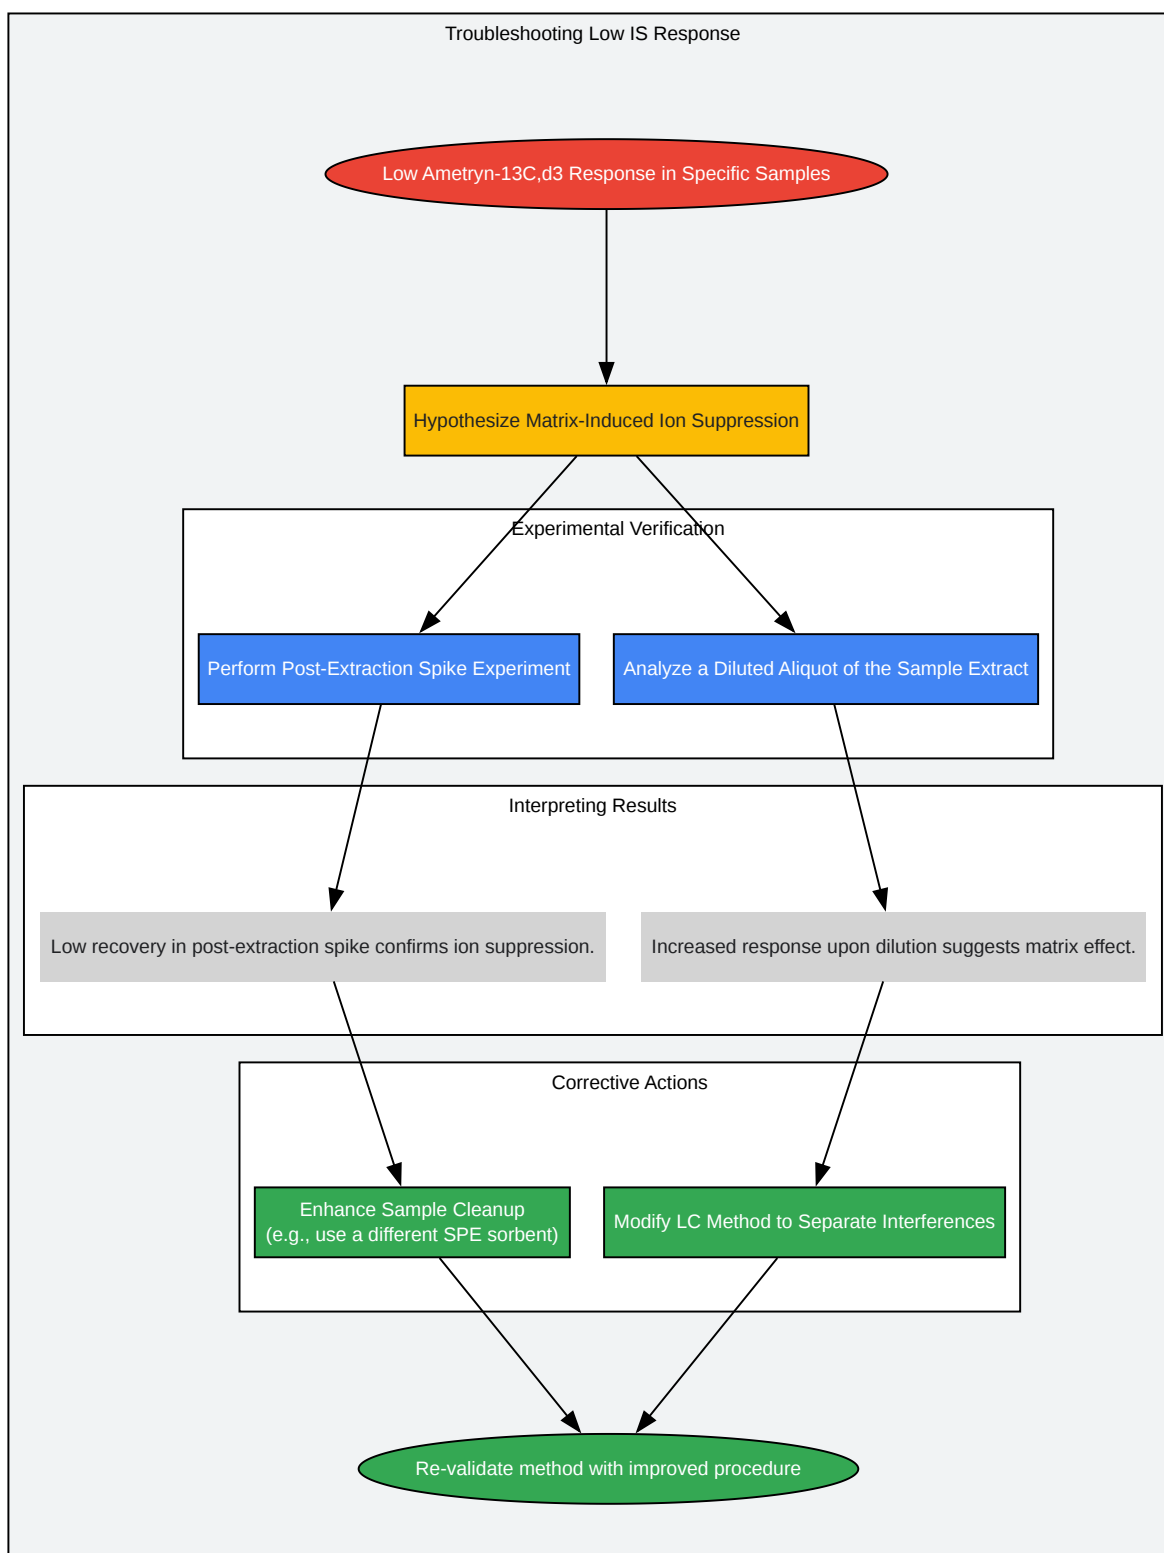 Troubleshooting Low IS Response
Low Ametryn-13C,d3 Response in Specific Samples
Hypothesize Matrix-Induced Ion Suppression
Experimental Verification
Perform Post-Extraction Spike Experiment
Analyze a Diluted Aliquot of the Sample Extract
Interpreting Results
Low recovery in post-extraction spike confirms ion suppression.
Increased response upon dilution suggests matrix effect.
Corrective Actions
Enhance Sample Cleanup
(e.g., use a different SPE sorbent)
Modify LC Method to Separate Interferences
Re-validate method with improved procedure